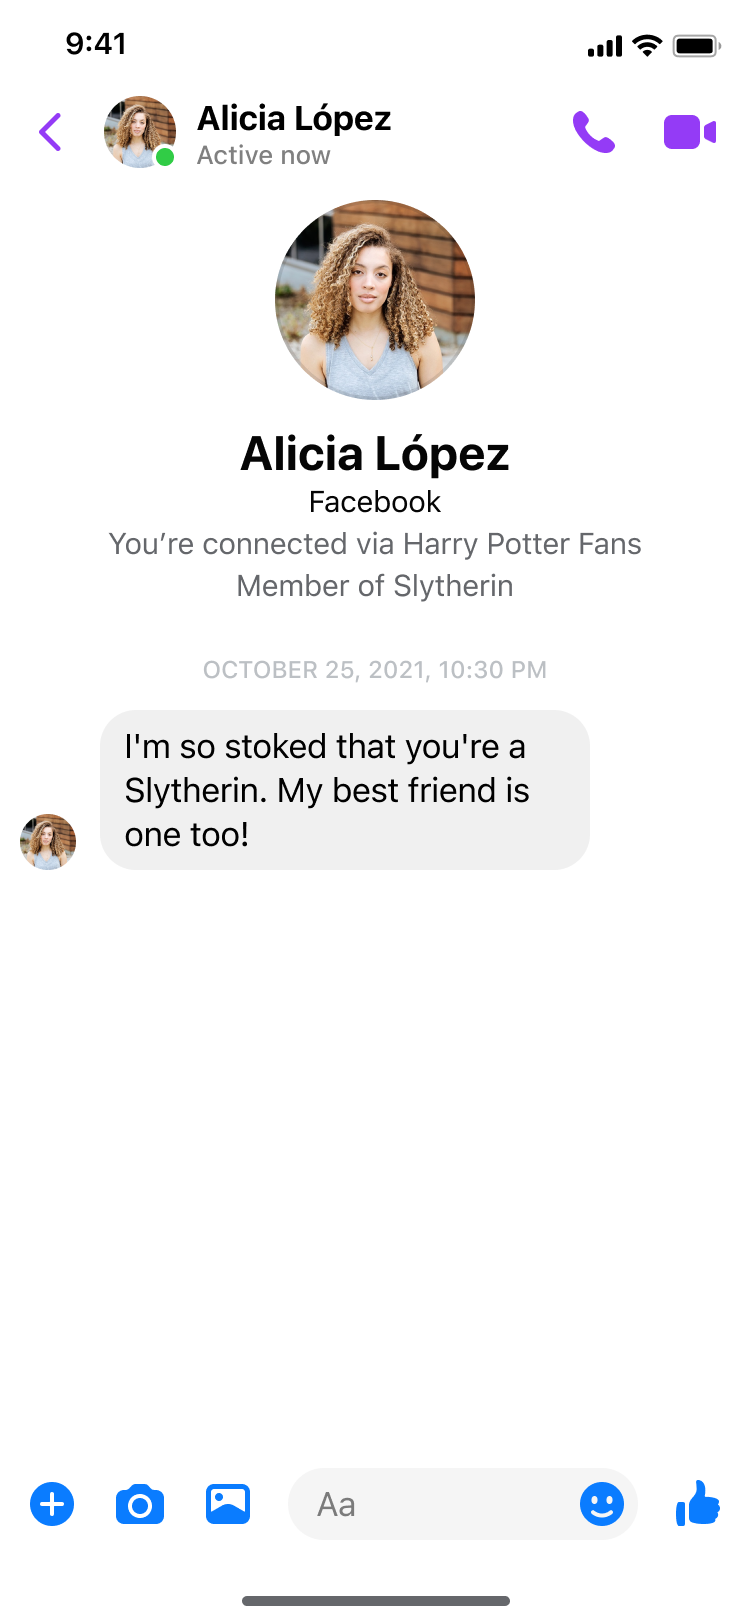 9:41
Alicia López
Active now
Alicia López
Facebook
You’re connected via Harry Potter Fans
Member of Slytherin
OCTOBER 25, 2021, 10:30 PM
I'm so stoked that you're a
Slytherin. My best friend is
one too!
Aa